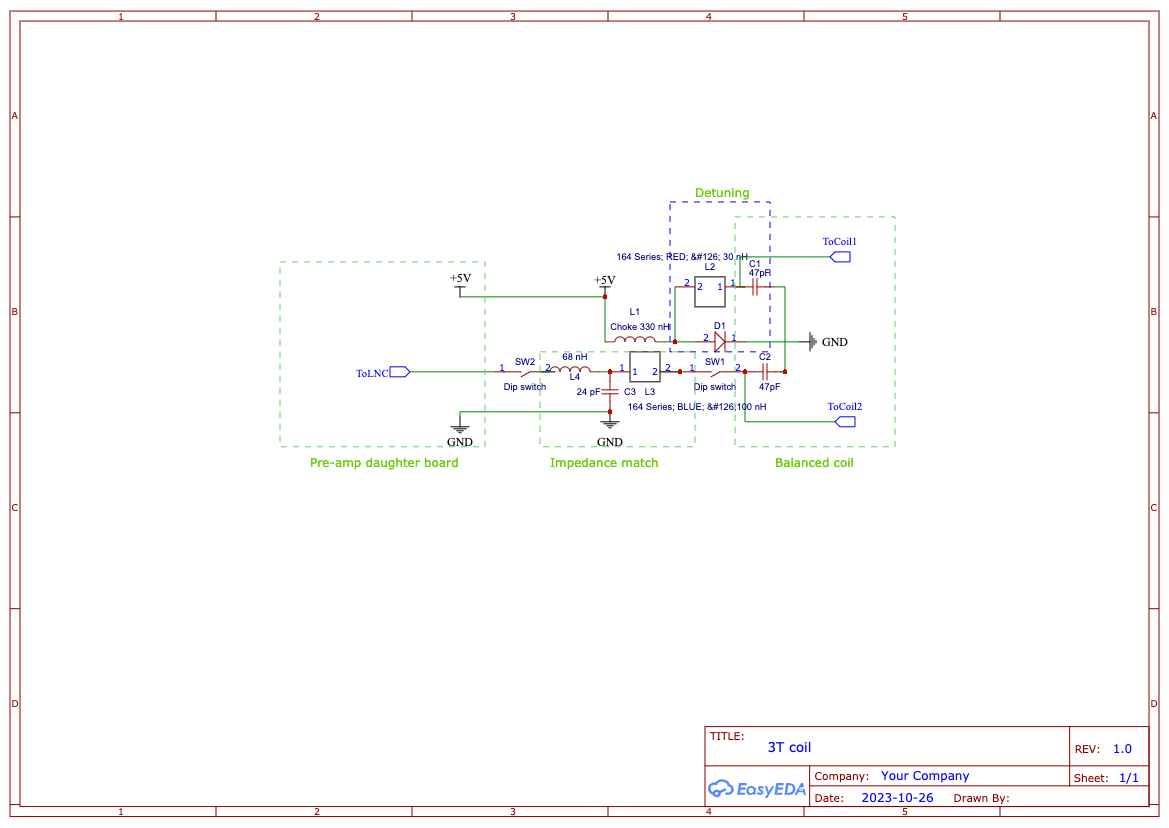 1 2 3 4 5
A A
B B
C C
D D
Detuning
ToCoil1
164 Series; RED; &#126; 30 nH
L2
C1
47pF
+5V
+5V
2 2 1 1
L1
Choke 330 nH
D1
2 1
GND
SW2
68 nH
SW1
C2
ToLNC
1 2
L4
1 1 2 2
1 2
Dip switch
24 pF C3 L3
Dip switch
47pF
164 Series; BLUE; &#126;100 nH
ToCoil2
GND
GND
Pre-amp daughter board
Impedance match
Balanced coil
TITLE:
3T coil
REV: 1.0
EasyEDA
Company: Your Company
Sheet: 1/1
Date: 2023-10-26 Drawn By:
1 2 3 4 5